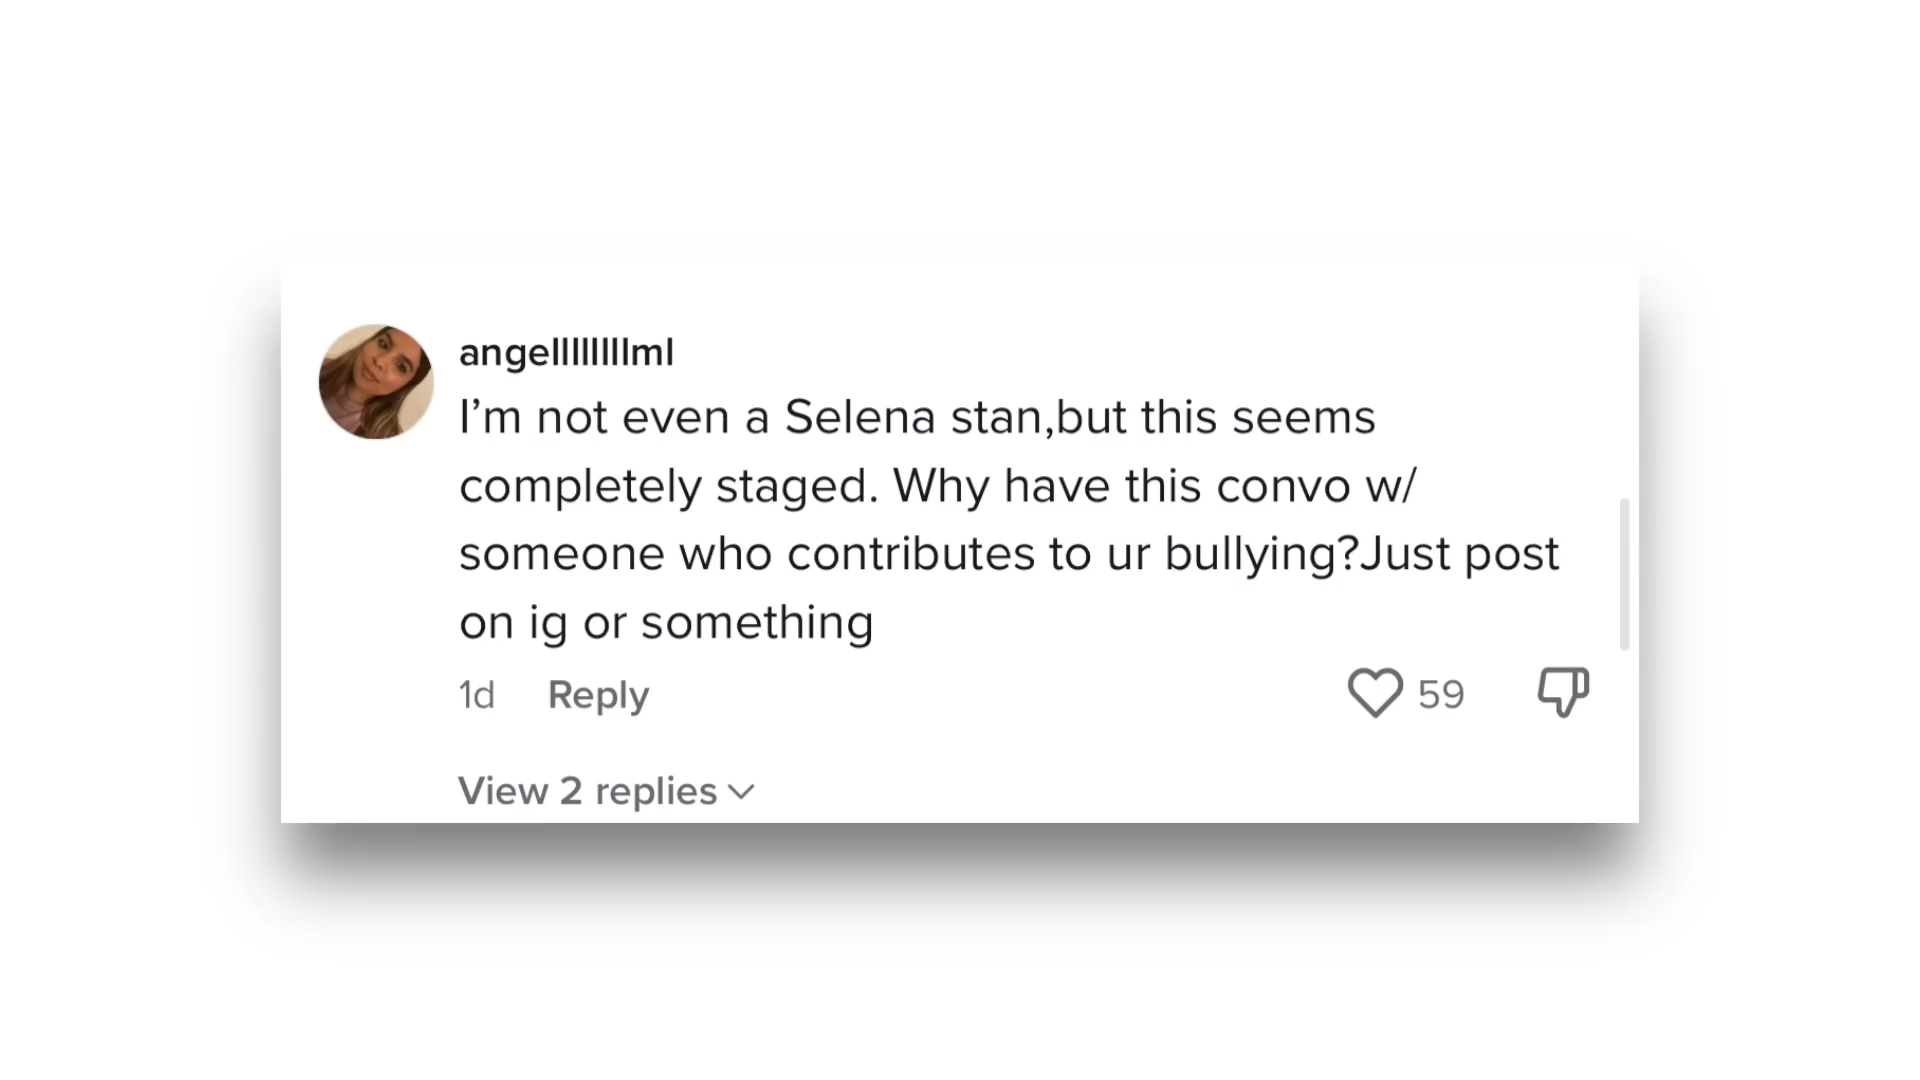 angelllllllllml
I’m not even a Selena stan,but this seems
completely staged. Why have this convo w/
someone who contributes to ur bullying?Just post
on ig or something
1d Reply 59
View 2 replies